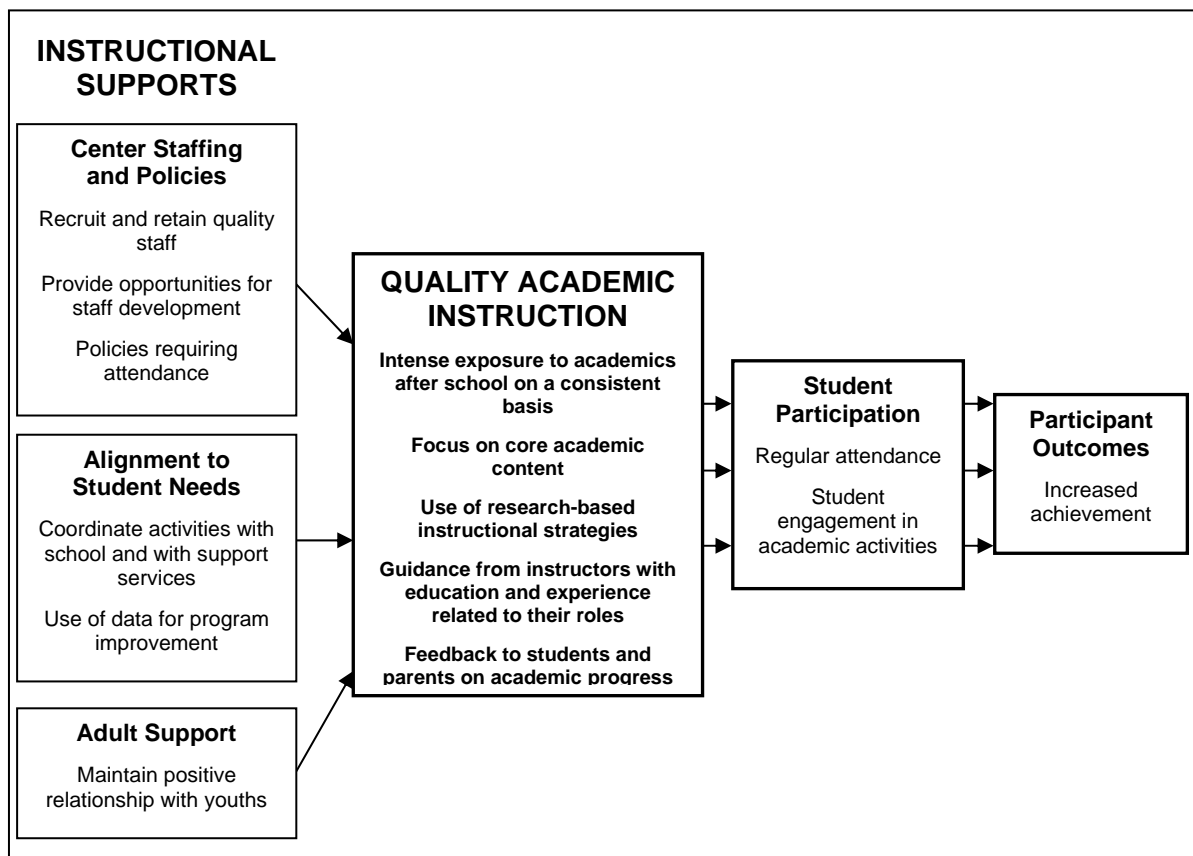 INSTRUCTIONAL
SUPPORTS
Center Staffing
and Policies
Recruit and retain quality
staff
Provide opportunities for
staff development
Policies requiring
attendance
Alignment to
Student Needs
Coordinate activities with
school and with support
services
Use of data for program
improvement
Adult Support
Maintain positive
relationship with youths
QUALITY ACADEMIC
INSTRUCTION
Intense exposure to academics
after school on a consistent
basis
Focus on core academic
content
Use of research-based
instructional strategies
Guidance from instructors with
education and experience
related to their roles
Feedback to students and
parents on academic progress
Student
Participation
Regular attendance
Student
engagement in
academic activities
Participant
Outcomes
Increased
achievement